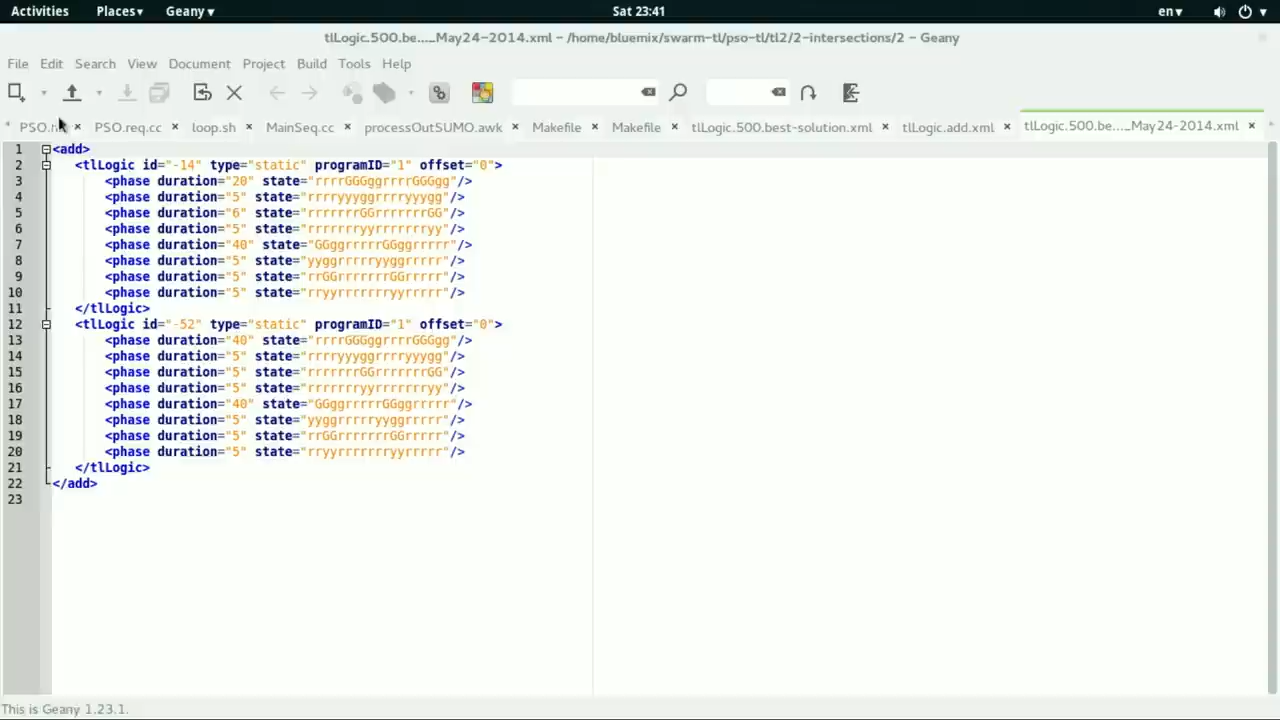 Activities Places▾ Geany▾ Sat 23:41 en▾
tlLogic.500.be…_May24-2014.xml – /home/bluemix/swarm-tl/pso-tl/tl2/2-intersections/2 – Geany
File Edit Search View Document Project Build Tools Help
PSO.req.cc loop.sh MainSeq.cc processOutSUMO.awk Makefile Makefile tlLogic.500.best-solution.xml tlLogic.add.xml tlLogic.500.be…_May24-2014.xml
1 <add>
2 <tlLogic id="-14" type="static" programID="1" offset="0">
3 <phase duration="20" state="rrrrGGGggrrrrGGGgg"/>
4 <phase duration="5" state="rrrryyyggrrrryyygg"/>
5 <phase duration="6" state="rrrrrrrGGrrrrrrrGG"/>
6 <phase duration="5" state="rrrrrrryyrrrrrrryy"/>
7 <phase duration="40" state="GGggrrrrrGGggrrrrr"/>
8 <phase duration="5" state="yyggrrrrryyggrrrrr"/>
9 <phase duration="5" state="rrGGrrrrrrrGGrrrrr"/>
10 <phase duration="5" state="rryyrrrrrrryyrrrrr"/>
11 </tlLogic>
12 <tlLogic id="-52" type="static" programID="1" offset="0">
13 <phase duration="40" state="rrrrGGGggrrrrGGGgg"/>
14 <phase duration="5" state="rrrryyyggrrrryyygg"/>
15 <phase duration="5" state="rrrrrrrGGrrrrrrrGG"/>
16 <phase duration="5" state="rrrrrrryyrrrrrrryy"/>
17 <phase duration="40" state="GGggrrrrrGGggrrrrr"/>
18 <phase duration="5" state="yyggrrrrryyggrrrrr"/>
19 <phase duration="5" state="rrGGrrrrrrrGGrrrrr"/>
20 <phase duration="5" state="rryyrrrrrrryyrrrrr"/>
21 </tlLogic>
22 </add>
23
This is Geany 1.23.1.